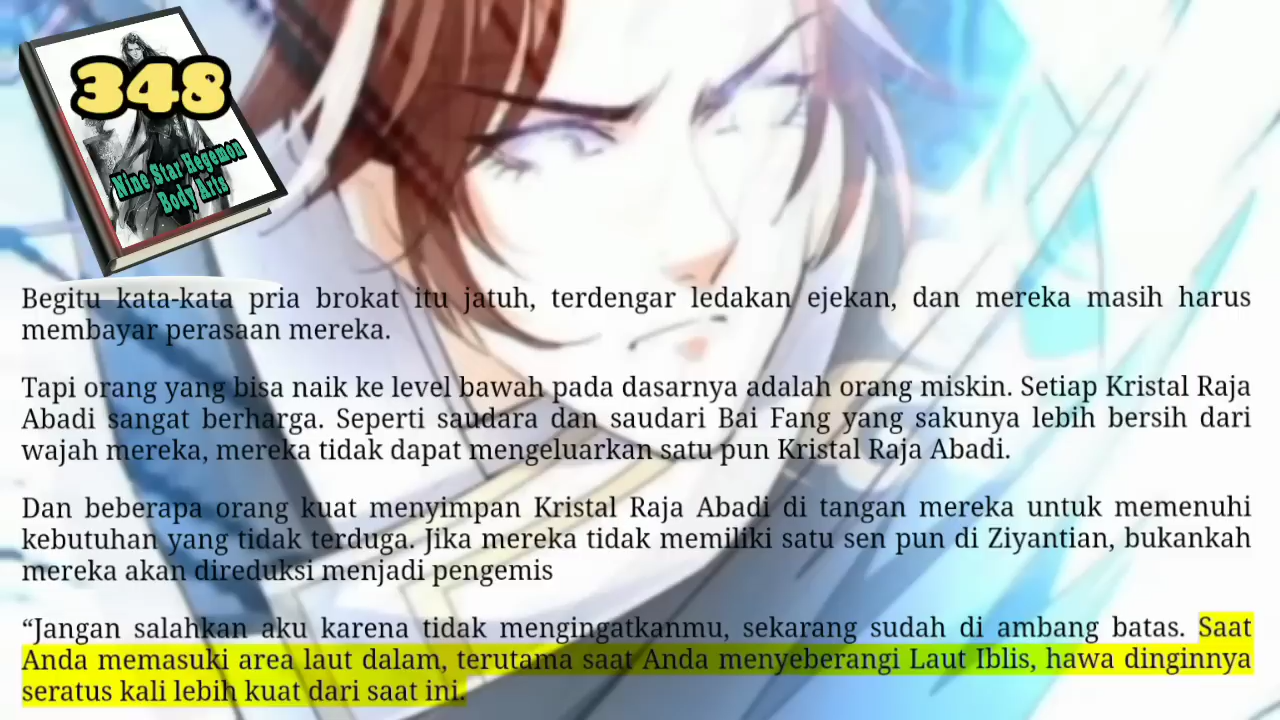 348
Nine Star Hegemon
Body Arts
Begitu kata-kata pria brokat itu jatuh, terdengar ledakan ejekan, dan mereka masih harus
membayar perasaan mereka.
Tapi orang yang bisa naik ke level bawah pada dasarnya adalah orang miskin. Setiap Kristal Raja
Abadi sangat berharga. Seperti saudara dan saudari Bai Fang yang sakunya lebih bersih dari
wajah mereka, mereka tidak dapat mengeluarkan satu pun Kristal Raja Abadi.
Dan beberapa orang kuat menyimpan Kristal Raja Abadi di tangan mereka untuk memenuhi
kebutuhan yang tidak terduga. Jika mereka tidak memiliki satu sen pun di Ziyantian, bukankah
mereka akan direduksi menjadi pengemis
“Jangan salahkan aku karena tidak mengingatkanmu, sekarang sudah di ambang batas. Saat
Anda memasuki area laut dalam, terutama saat Anda menyeberangi Laut Iblis, hawa dinginnya
seratus kali lebih kuat dari saat ini.